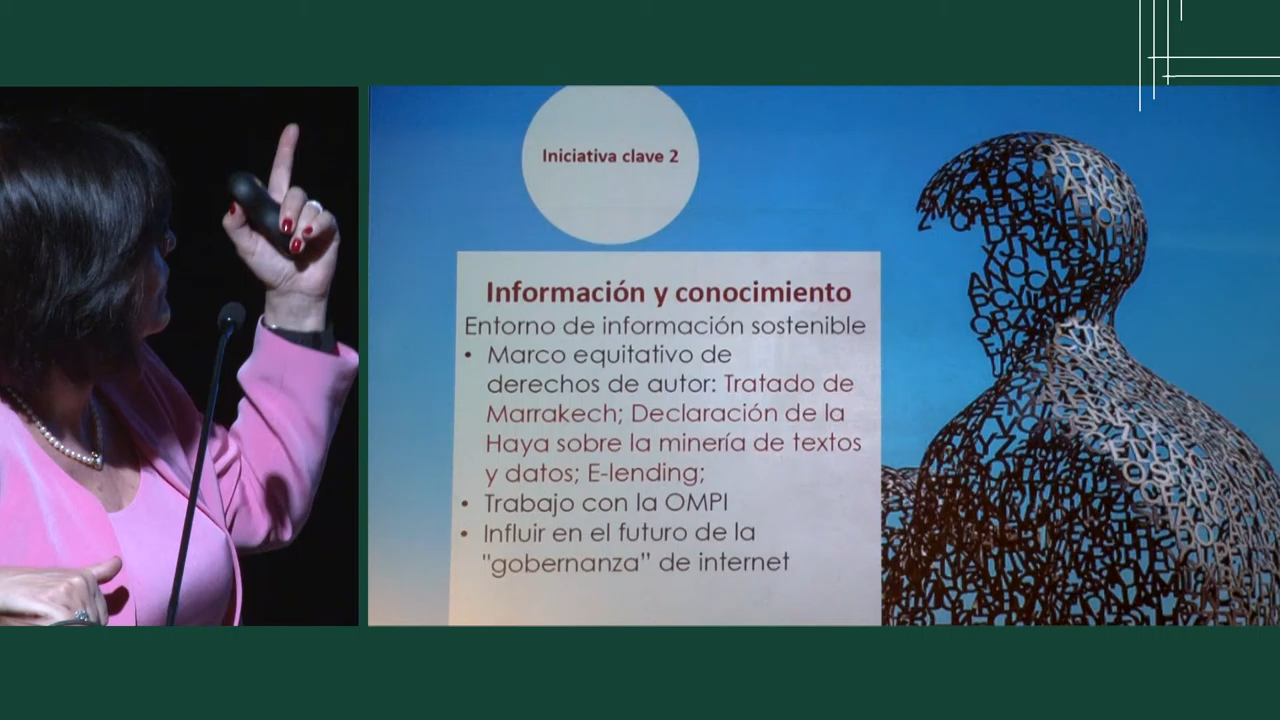 Iniciativa clave 2
Información y conocimiento
Entorno de información sostenible
• Marco equitativo de
derechos de autor: Tratado de
Marrakech; Declaración de la
Haya sobre la minería de textos
y datos; E-lending;
• Trabajo con la OMPI
• Influir en el futuro de la
"gobernanza" de internet